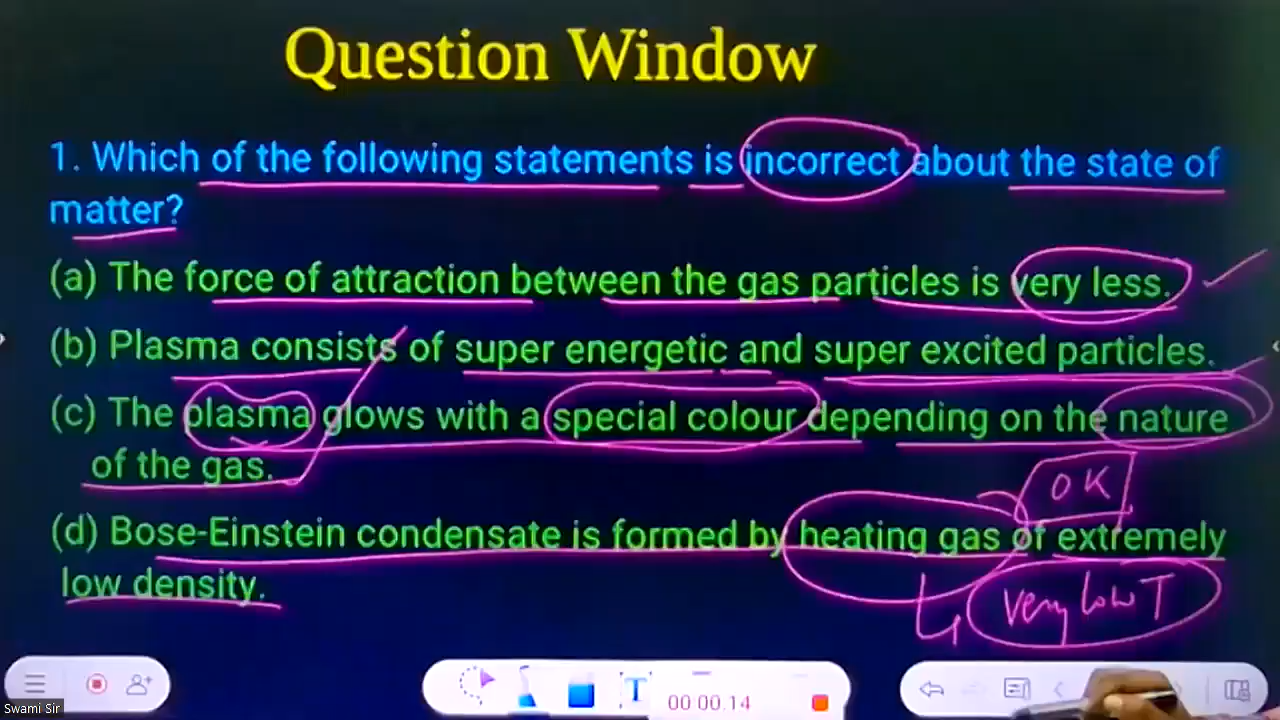 Question Window
1. Which of the following statements is incorrect about the state of
matter?
(a) The force of attraction between the gas particles is very less.
(b) Plasma consists of super energetic and super excited particles.
(c) The plasma glows with a special colour depending on the nature
of the gas.
OK
(d) Bose-Einstein condensate is formed by heating gas of extremely
low density.
very low T
T
00:00.14
Swami Sir